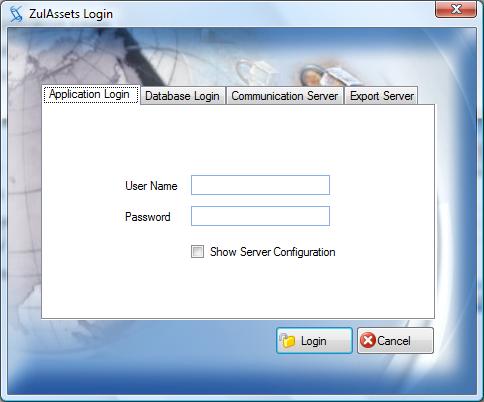 ZulAssets Login
Application Login Database Login Communication Server Export Server
User Name
Password
Show Server Configuration
Login Cancel